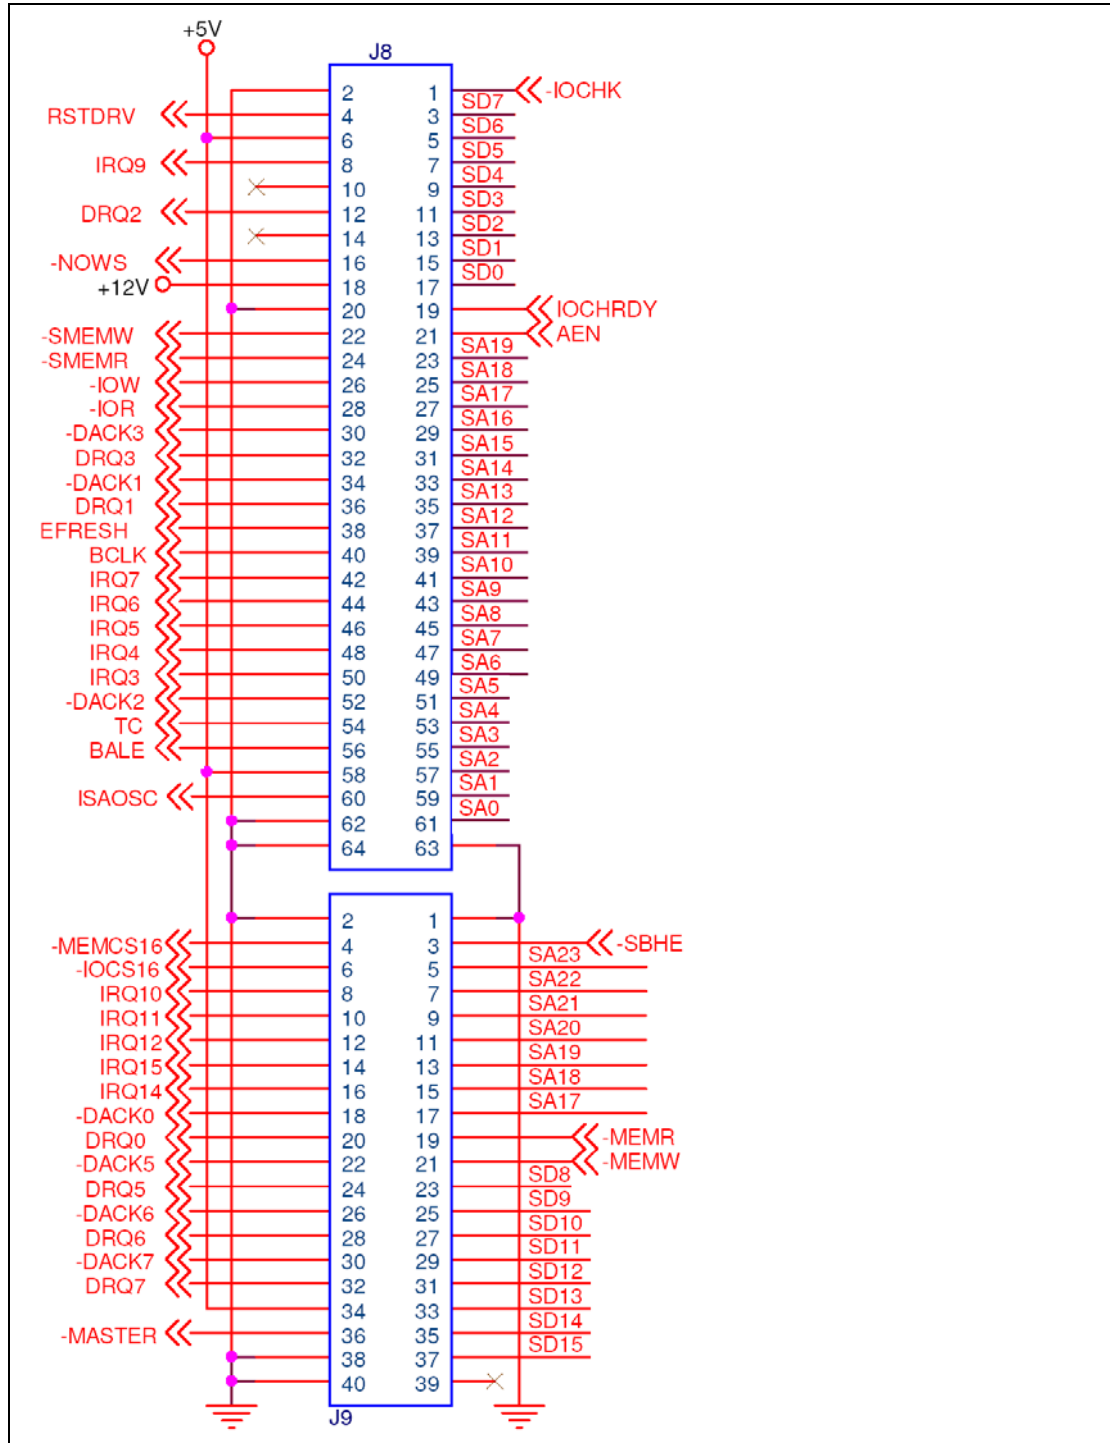 +5V
J8
2 1 -IOCHK
SD7
RSTDRV 4 3
SD6
6 5
SD5
IRQ9 8 7
SD4
10 9
SD3
DRQ2 12 11
SD2
14 13
SD1
-NOWS 16 15
SD0
+12V 18 17
20 19 IOCHRDY
-SMEMW 22 21 AEN
SA19
-SMEMR 24 23
SA18
-IOW 26 25
SA17
-IOR 28 27
SA16
-DACK3 30 29
SA15
DRQ3 32 31
SA14
-DACK1 34 33
SA13
DRQ1 36 35
SA12
EFRESH 38 37
SA11
BCLK 40 39
SA10
IRQ7 42 41
SA9
IRQ6 44 43
SA8
IRQ5 46 45
SA7
IRQ4 48 47
SA6
IRQ3 50 49
SA5
-DACK2 52 51
SA4
TC 54 53
SA3
BALE 56 55
SA2
58 57
SA1
ISAOSC 60 59
SA0
62 61
64 63
2 1
-MEMCS16 4 3 -SBHE
SA23
-IOCS16 6 5
SA22
IRQ10 8 7
SA21
IRQ11 10 9
SA20
IRQ12 12 11
SA19
IRQ15 14 13
SA18
IRQ14 16 15
SA17
-DACK0 18 17
DRQ0 20 19 -MEMR
-DACK5 22 21 -MEMW
SD8
DRQ5 24 23
SD9
-DACK6 26 25
SD10
DRQ6 28 27
SD11
-DACK7 30 29
SD12
DRQ7 32 31
SD13
34 33
SD14
-MASTER 36 35
SD15
38 37
40 39
J9